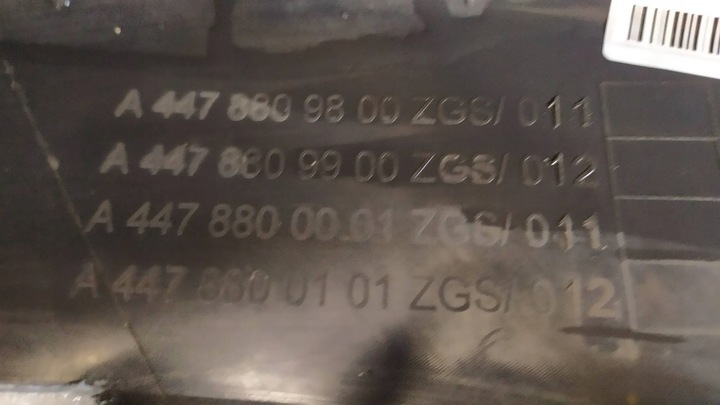 A 447 880 98 00 ZGS/ 011
A 447 880 99 00 ZGS/ 012
A 447 880 00 01 ZGS/ 011
A 447 880 01 01 ZGS/ 012